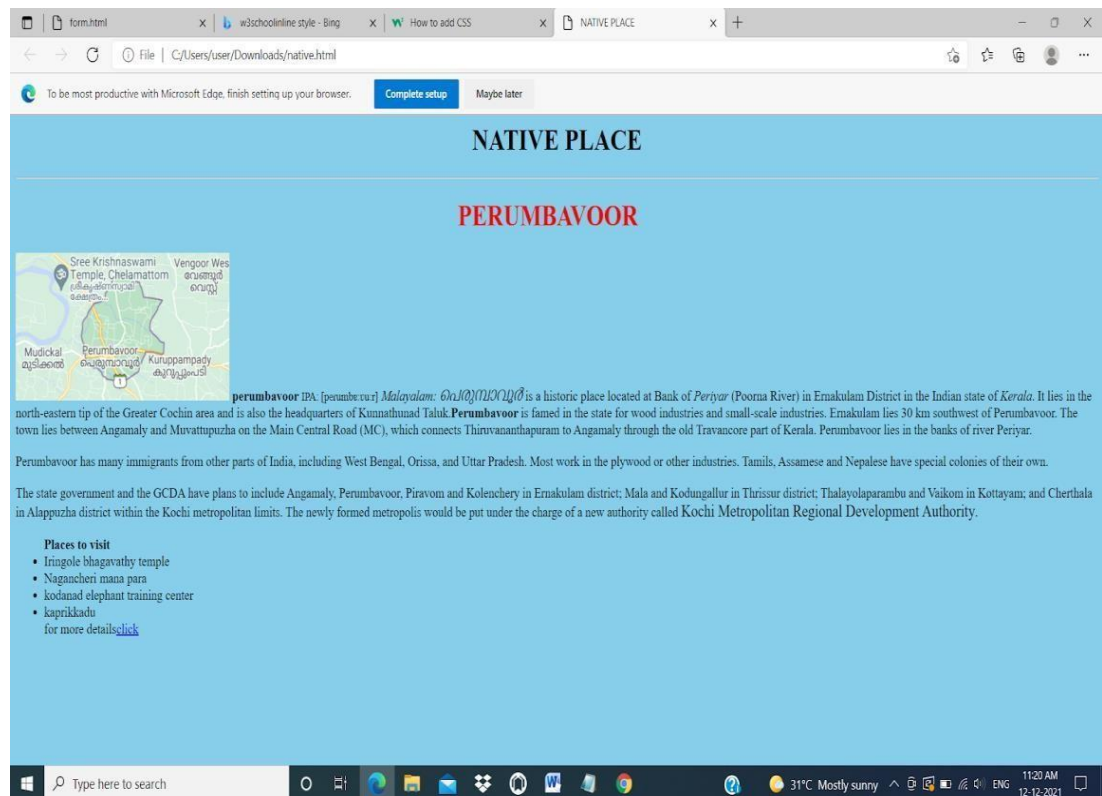 form.html
w3schoolinline style - Bing
How to add CSS
NATIVE PLACE
File | C:/Users/user/Downloads/native.html
To be most productive with Microsoft Edge, finish setting up your browser.
Complete setup
Maybe later
NATIVE PLACE
PERUMBAVOOR
Sree Krishnaswami
Temple, Chelamattom
ശ്രീകൃഷ്ണസ്വാമി
ക്ഷേത്രം...
Vengoor Wes
വേങ്ങൂർ
വെസ്റ്റ്
Mudickal
മുടിക്കൽ
Perumbavoor
പെരുമ്പാവൂർ
Kuruppampady
കുറുപ്പംപടി
1
perumbavoor IPA: [perumbɐːʋuːr] Malayalam: പെരുമ്പാവൂർ is a historic place located at Bank of Periyar (Poorna River) in Ernakulam District in the Indian state of Kerala. It lies in the
north-eastern tip of the Greater Cochin area and is also the headquarters of Kunnathunad Taluk.Perumbavoor is famed in the state for wood industries and small-scale industries. Ernakulam lies 30 km southwest of Perumbavoor. The
town lies between Angamaly and Muvattupuzha on the Main Central Road (MC), which connects Thiruvananthapuram to Angamaly through the old Travancore part of Kerala. Perumbavoor lies in the banks of river Periyar.
Perumbavoor has many immigrants from other parts of India, including West Bengal, Orissa, and Uttar Pradesh. Most work in the plywood or other industries. Tamils, Assamese and Nepalese have special colonies of their own.
The state government and the GCDA have plans to include Angamaly, Perumbavoor, Piravom and Kolenchery in Ernakulam district; Mala and Kodungallur in Thrissur district; Thalayolaparambu and Vaikom in Kottayam; and Cherthala
in Alappuzha district within the Kochi metropolitan limits. The newly formed metropolis would be put under the charge of a new authority called Kochi Metropolitan Regional Development Authority.
Places to visit
• Iringole bhagavathy temple
• Nagancheri mana para
• kodanad elephant training center
• kaprikkadu
for more detailsclick
Type here to search
31°C Mostly sunny
ENG
11:20 AM
12-12-2021